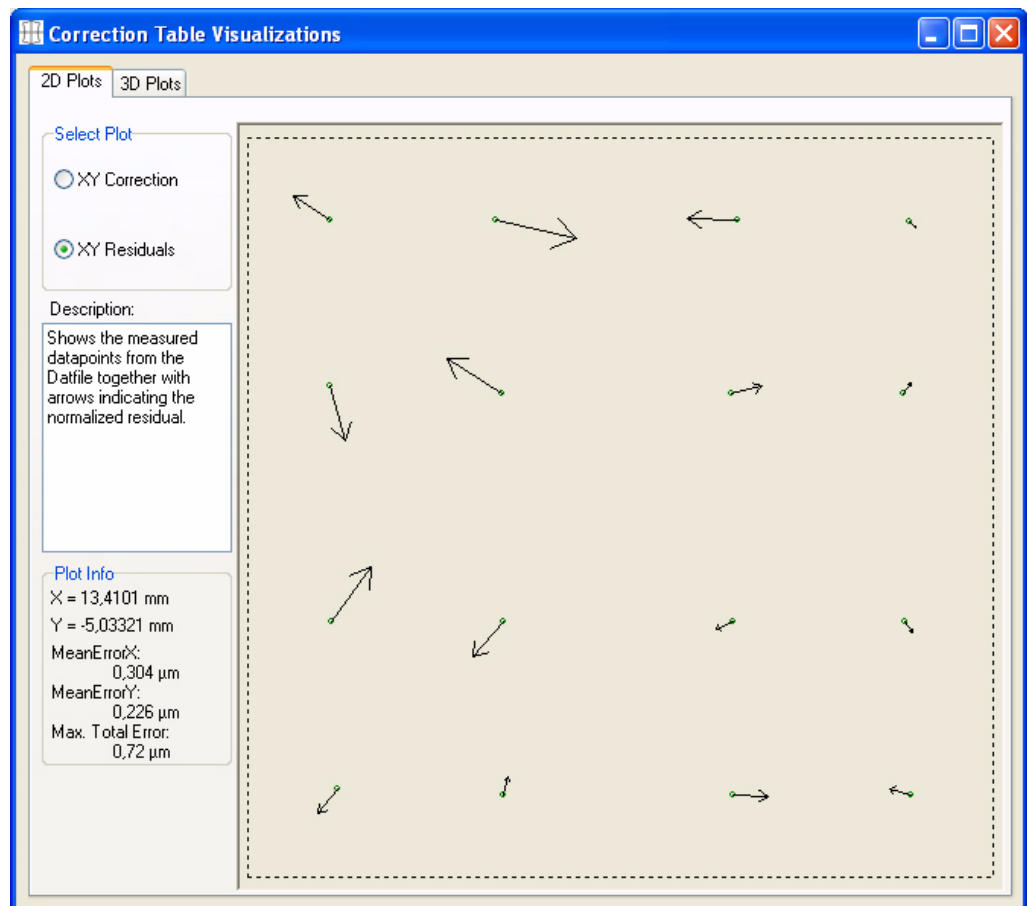 Correction Table Visualizations
2D Plots
3D Plots
Select Plot
XY Correction
XY Residuals
Description:
Shows the measured
datapoints from the
Datfile together with
arrows indicating the
normalized residual.
Plot Info
X = 13,4101 mm
Y = -5,03321 mm
MeanErrorX:
0,304 µm
MeanErrorY:
0,226 µm
Max. Total Error:
0,72 µm